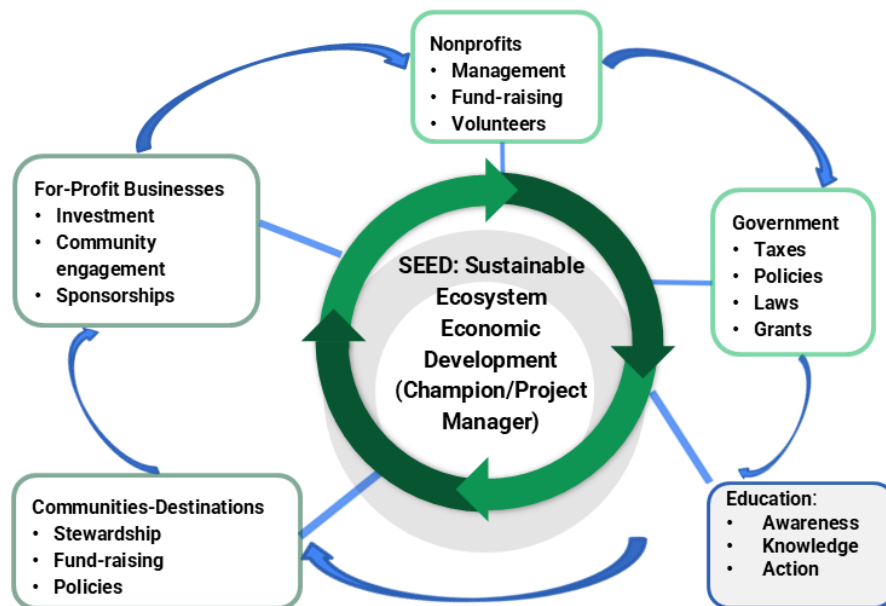 Nonprofits
• Management
• Fund-raising
• Volunteers
For-Profit Businesses
• Investment
• Community
engagement
• Sponsorships
Government
• Taxes
• Policies
• Laws
• Grants
SEED: Sustainable
Ecosystem
Economic
Development
(Champion/Project
Manager)
Communities-Destinations
• Stewardship
• Fund-raising
• Policies
Education:
• Awareness
• Knowledge
• Action